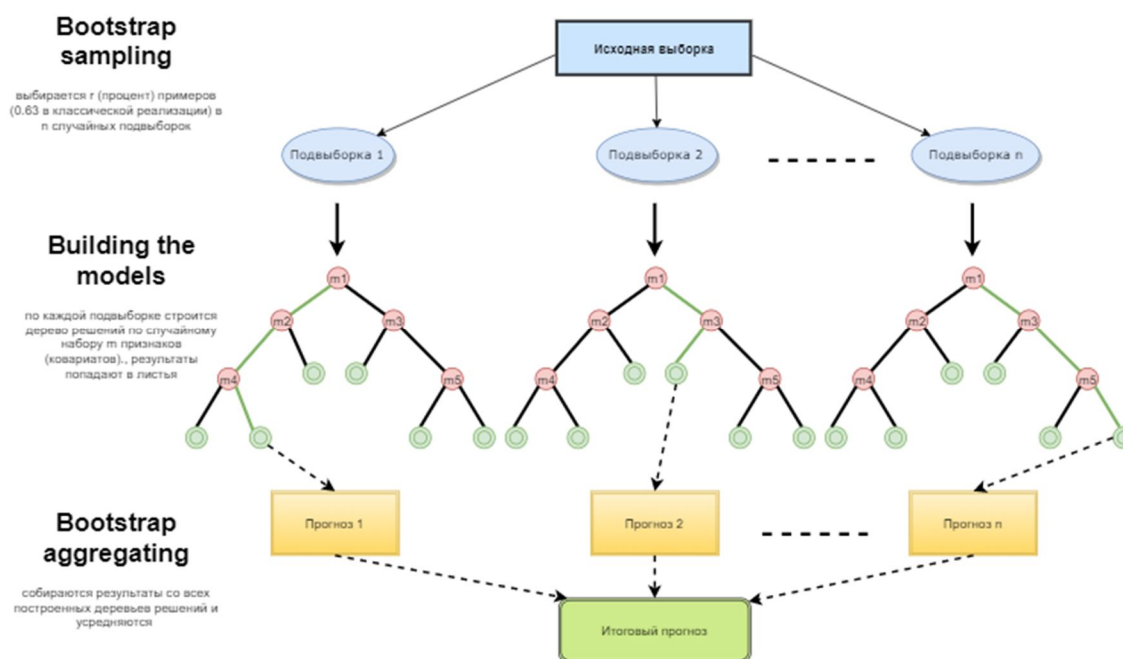 Bootstrap
sampling
выбирается r (процент) примеров
(0.63 в классической реализации) в
n случайных подвыборок
Исходная выборка
Подвыборка 1
Подвыборка 2
Подвыборка n
Building the
models
по каждой подвыборке строится
дерево решений по случайному
набору m признаков
(ковариатов)., результаты
попадают в листья
m1
m2
m3
m4
m5
m1
m2
m3
m4
m5
m1
m2
m3
m4
m5
Bootstrap
aggregating
собираются результаты со всех
построенных деревьев решений и
усредняются
Прогноз 1
Прогноз 2
Прогноз n
Итоговый прогноз